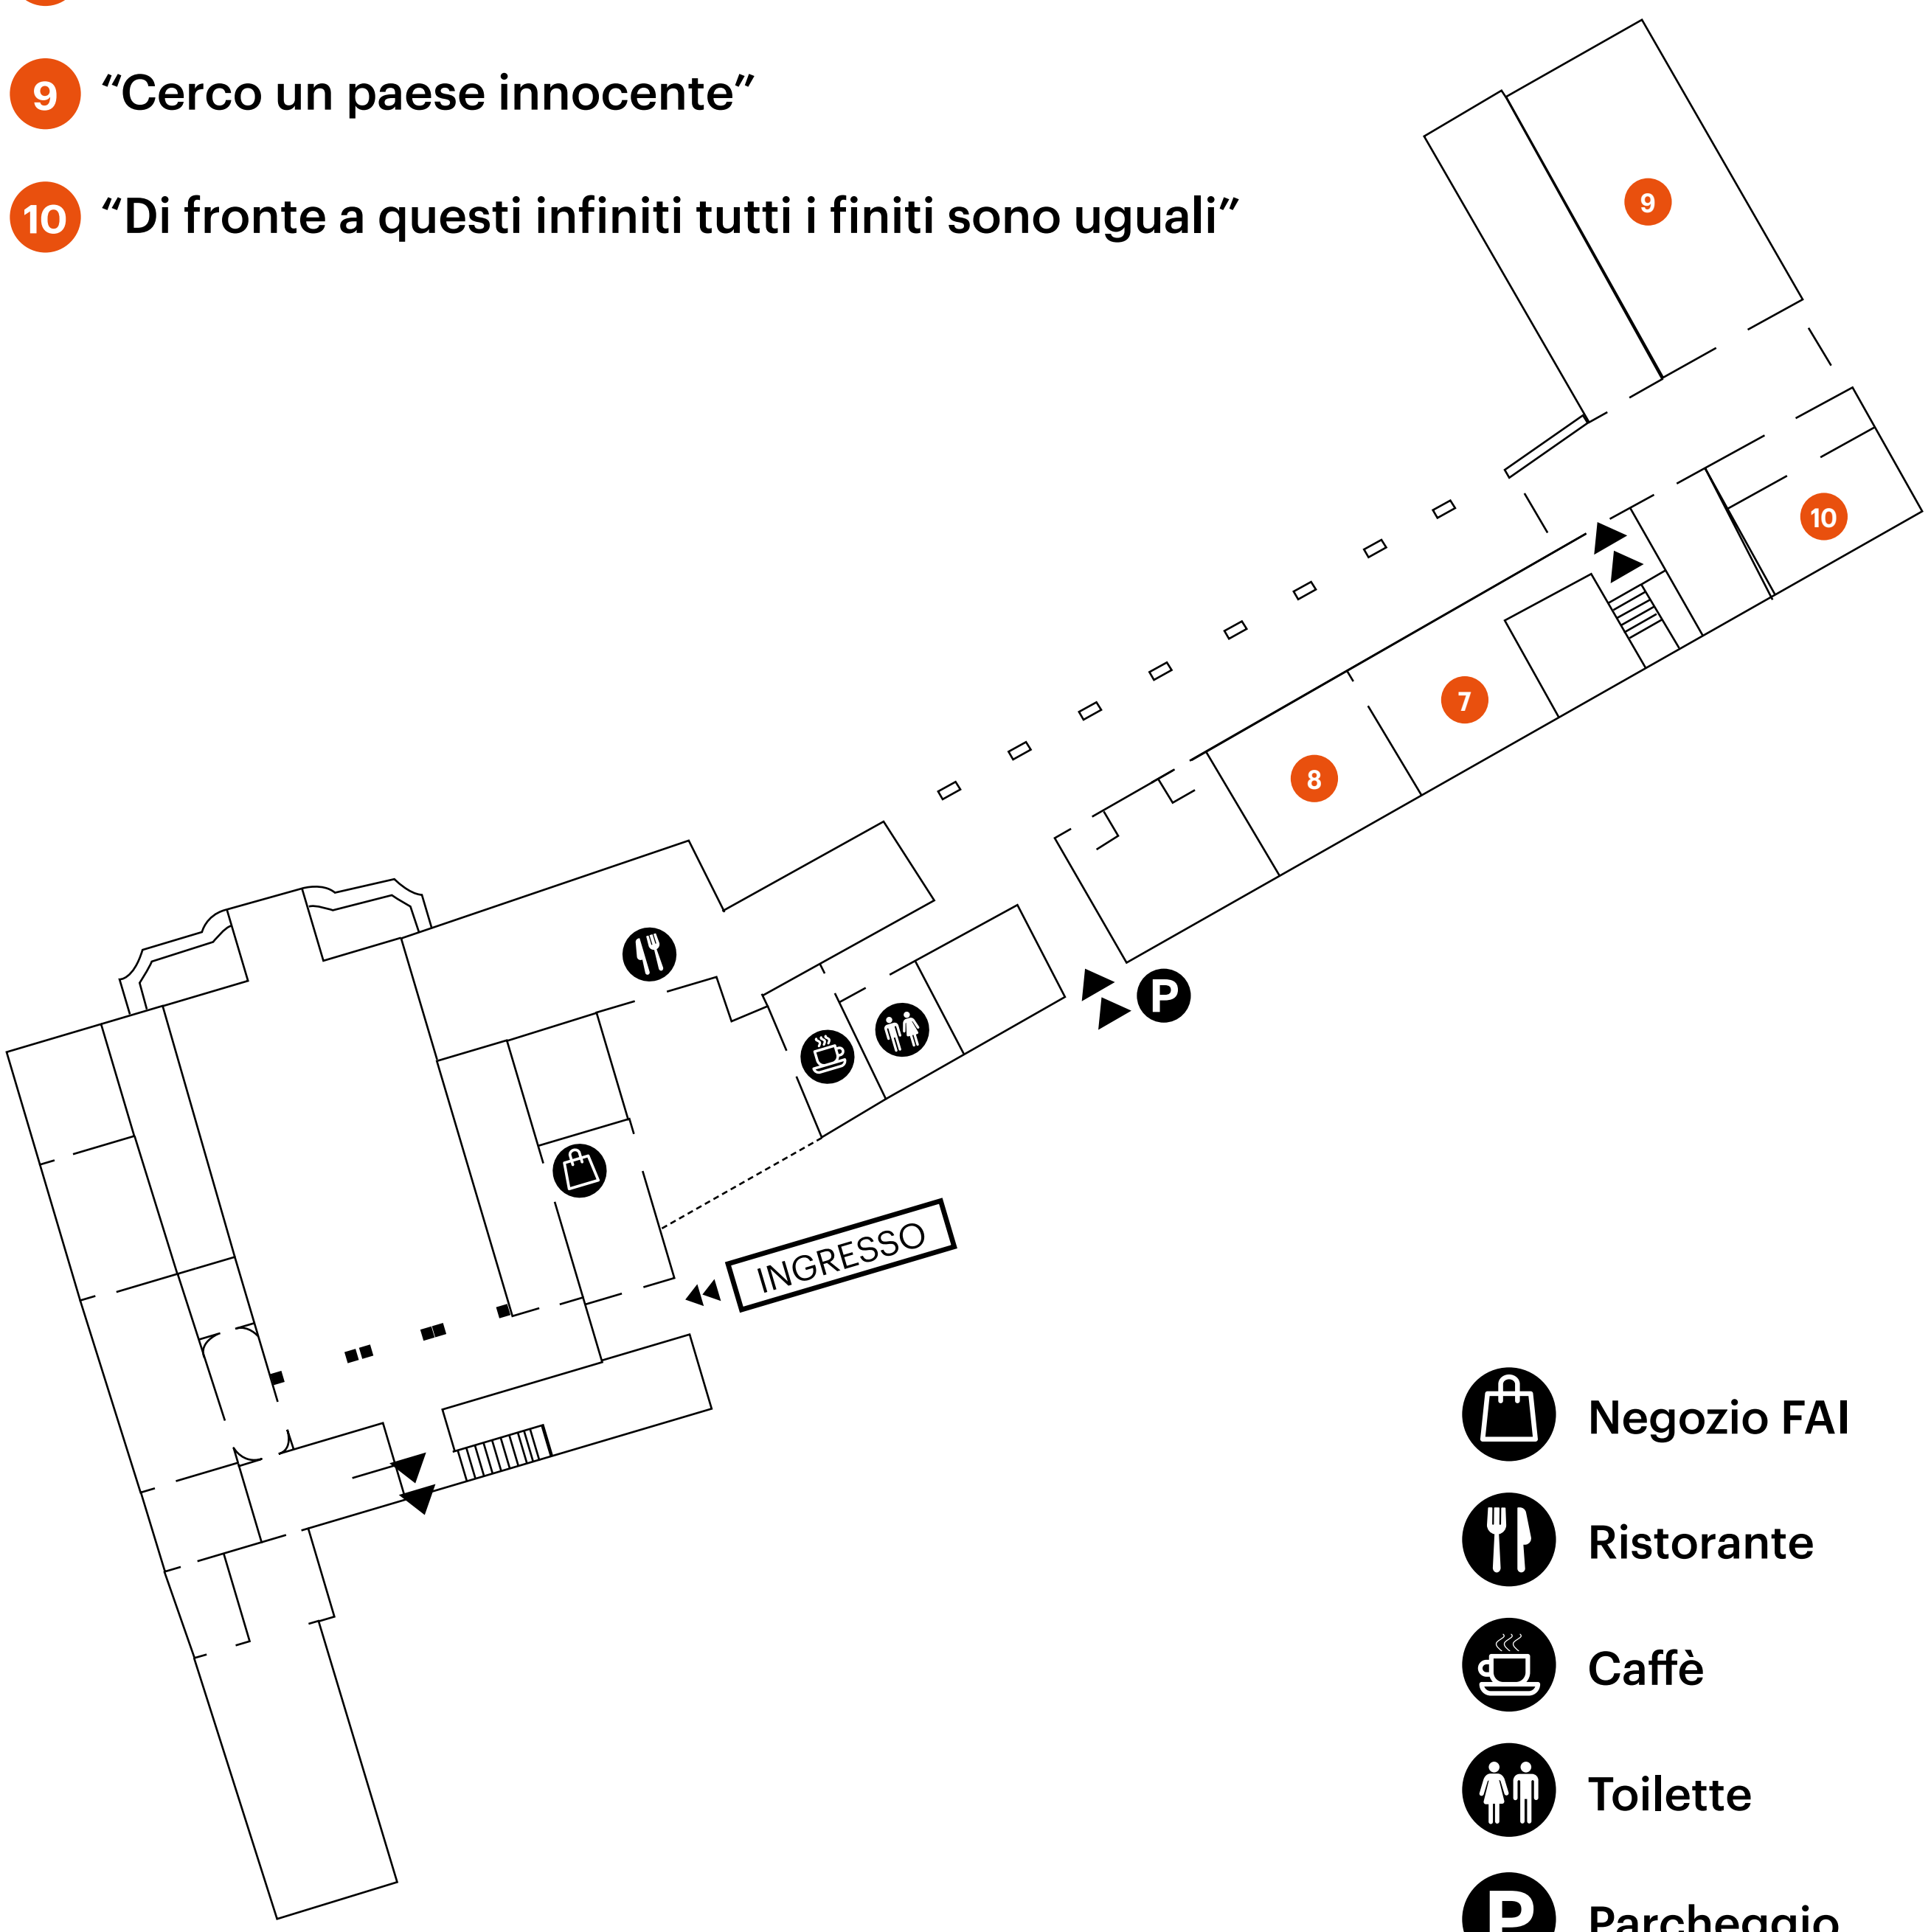 9 “Cerco un paese innocente”
10 “Di fronte a questi infiniti tutti i finiti sono uguali”
9
10
7
8
P
INGRESSO
Negozio FAI
Ristorante
Caffè
Toilette
P Parcheggio